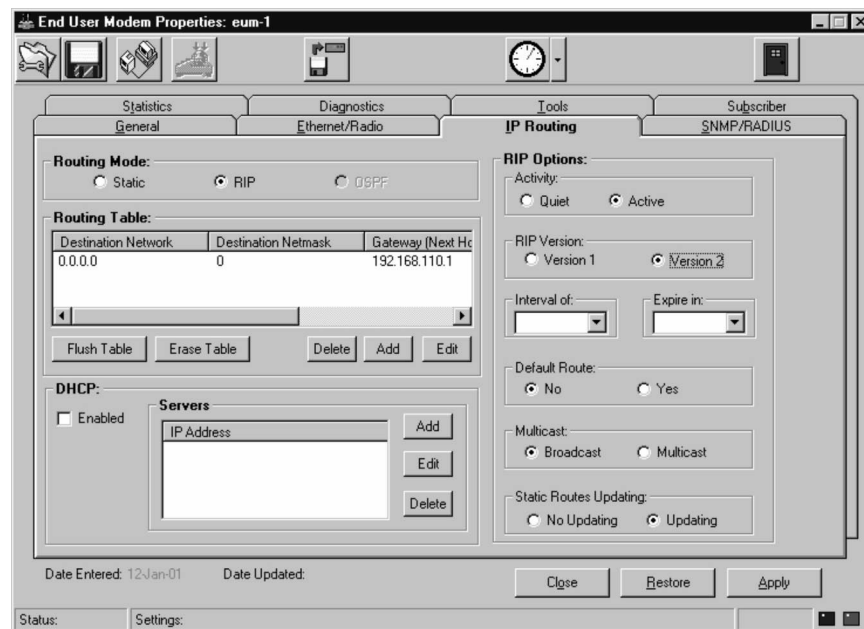 End User Modem Properties: eum-1
Statistics Diagnostics Tools Subscriber
General Ethernet/Radio IP Routing SNMP/RADIUS
Routing Mode:
Static RIP OSPF
Routing Table:
Destination Network Destination Netmask Gateway (Next Ho
0.0.0.0 0 192.168.110.1
Flush Table Erase Table Delete Add Edit
DHCP:
Enabled
Servers
IP Address
Add
Edit
Delete
RIP Options:
Activity:
Quiet Active
RIP Version:
Version 1 Version 2
Interval of: Expire in:
Default Route:
No Yes
Multicast:
Broadcast Multicast
Static Routes Updating:
No Updating Updating
Date Entered: 12-Jan-01 Date Updated:
Close Restore Apply
Status: Settings: